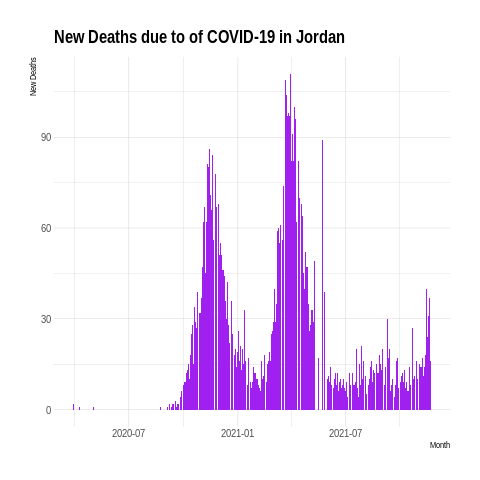 New Deaths due to of COVID-19 in Jordan
New Deaths
90
60
30
0
2020-07
2021-01
2021-07
Month